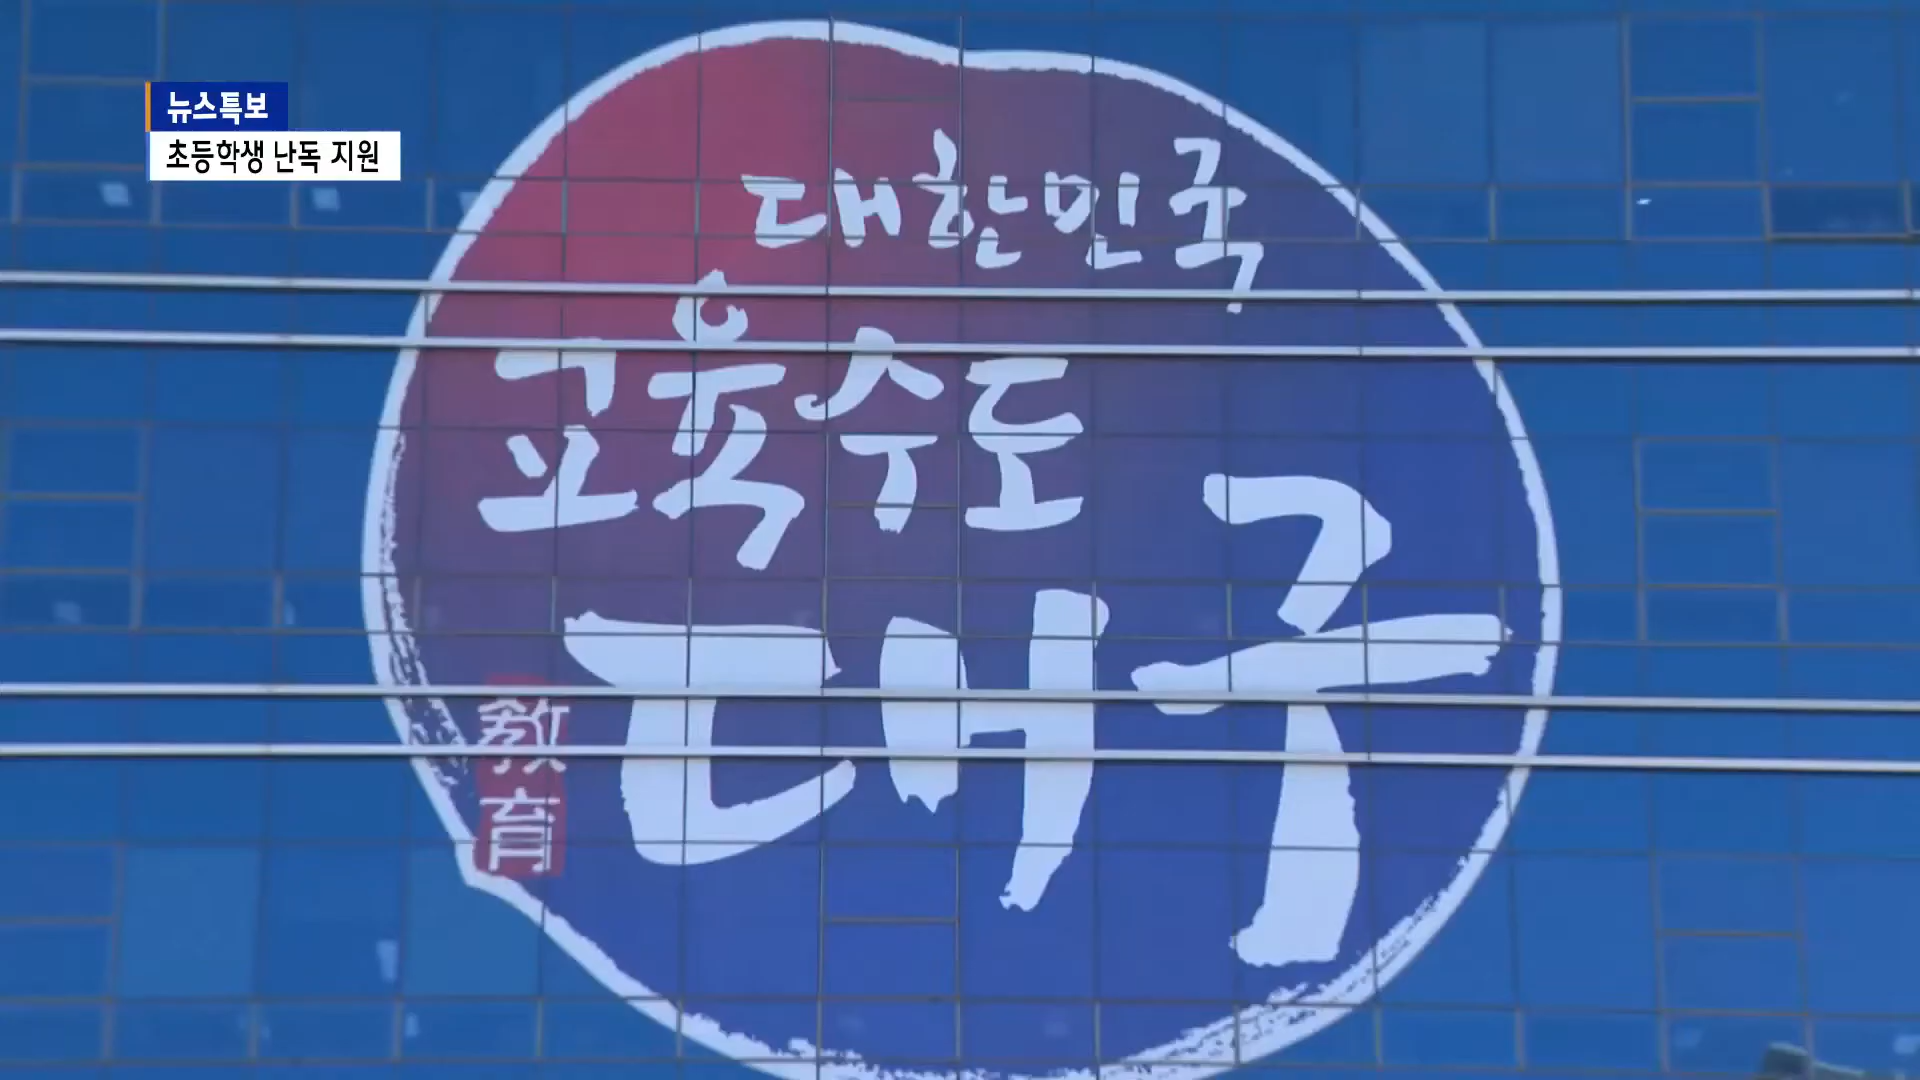 뉴스특보
초등학생 난독 지원
대한민국
교육수도
대구
教育